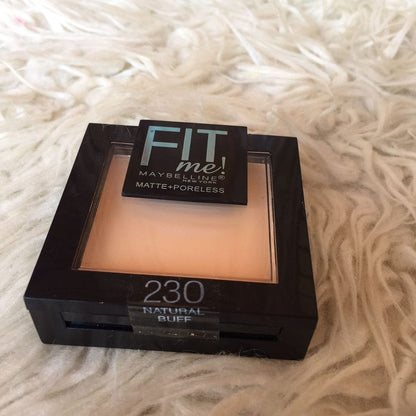 FIT
me!
MAYBELLINE®
NEW YORK
MATTE+PORELESS
230
NATURAL
BUFF